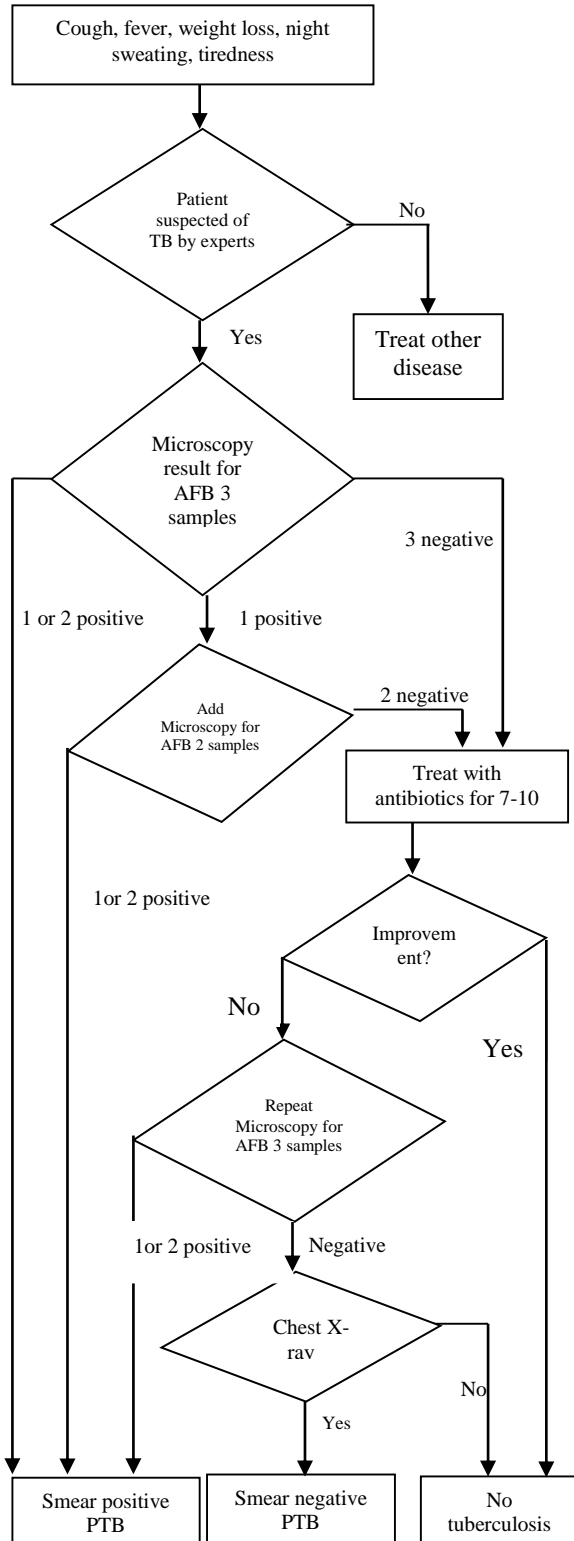 Cough, fever, weight loss, night
sweating, tiredness
Patient
suspected of
TB by experts
No
Treat other
disease
Yes
Microscopy
result for
AFB 3
samples
3 negative
1 or 2 positive
1 positive
Add
Microscopy for
AFB 2 samples
2 negative
Treat with
antibiotics for 7-10
1or 2 positive
Improvem
ent?
No
Yes
Repeat
Microscopy for
AFB 3 samples
1or 2 positive
Negative
Chest X-
rav
No
Yes
Smear positive
PTB
Smear negative
PTB
No
tuberculosis